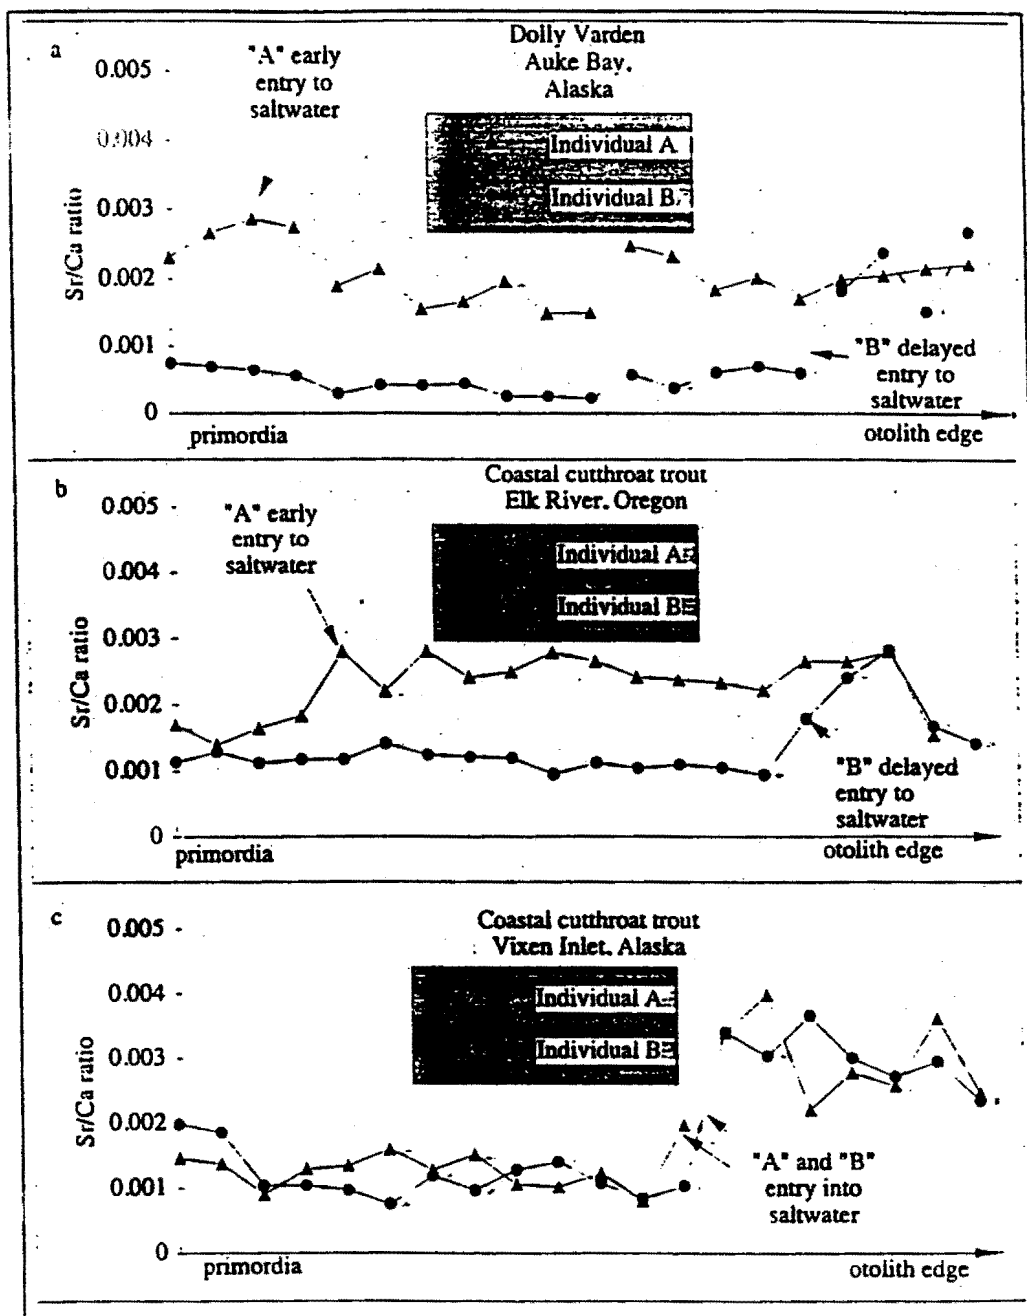 a
Dolly Varden
Auke Bay,
Alaska
"A" early
entry to
saltwater
0.005
0.004
0.003
0.002
0.001
0
Sr/Ca ratio
Individual A
Individual B
"B" delayed
entry to
saltwater
primordia
otolith edge
b
Coastal cutthroat trout
Elk River, Oregon
"A" early
entry to
saltwater
0.005
0.004
0.003
0.002
0.001
0
Sr/Ca ratio
Individual A
Individual B
"B" delayed
entry to
saltwater
primordia
otolith edge
c
Coastal cutthroat trout
Vixen Inlet, Alaska
0.005
0.004
0.003
0.002
0.001
0
Sr/Ca ratio
Individual A
Individual B
"A" and "B"
entry into
saltwater
primordia
otolith edge